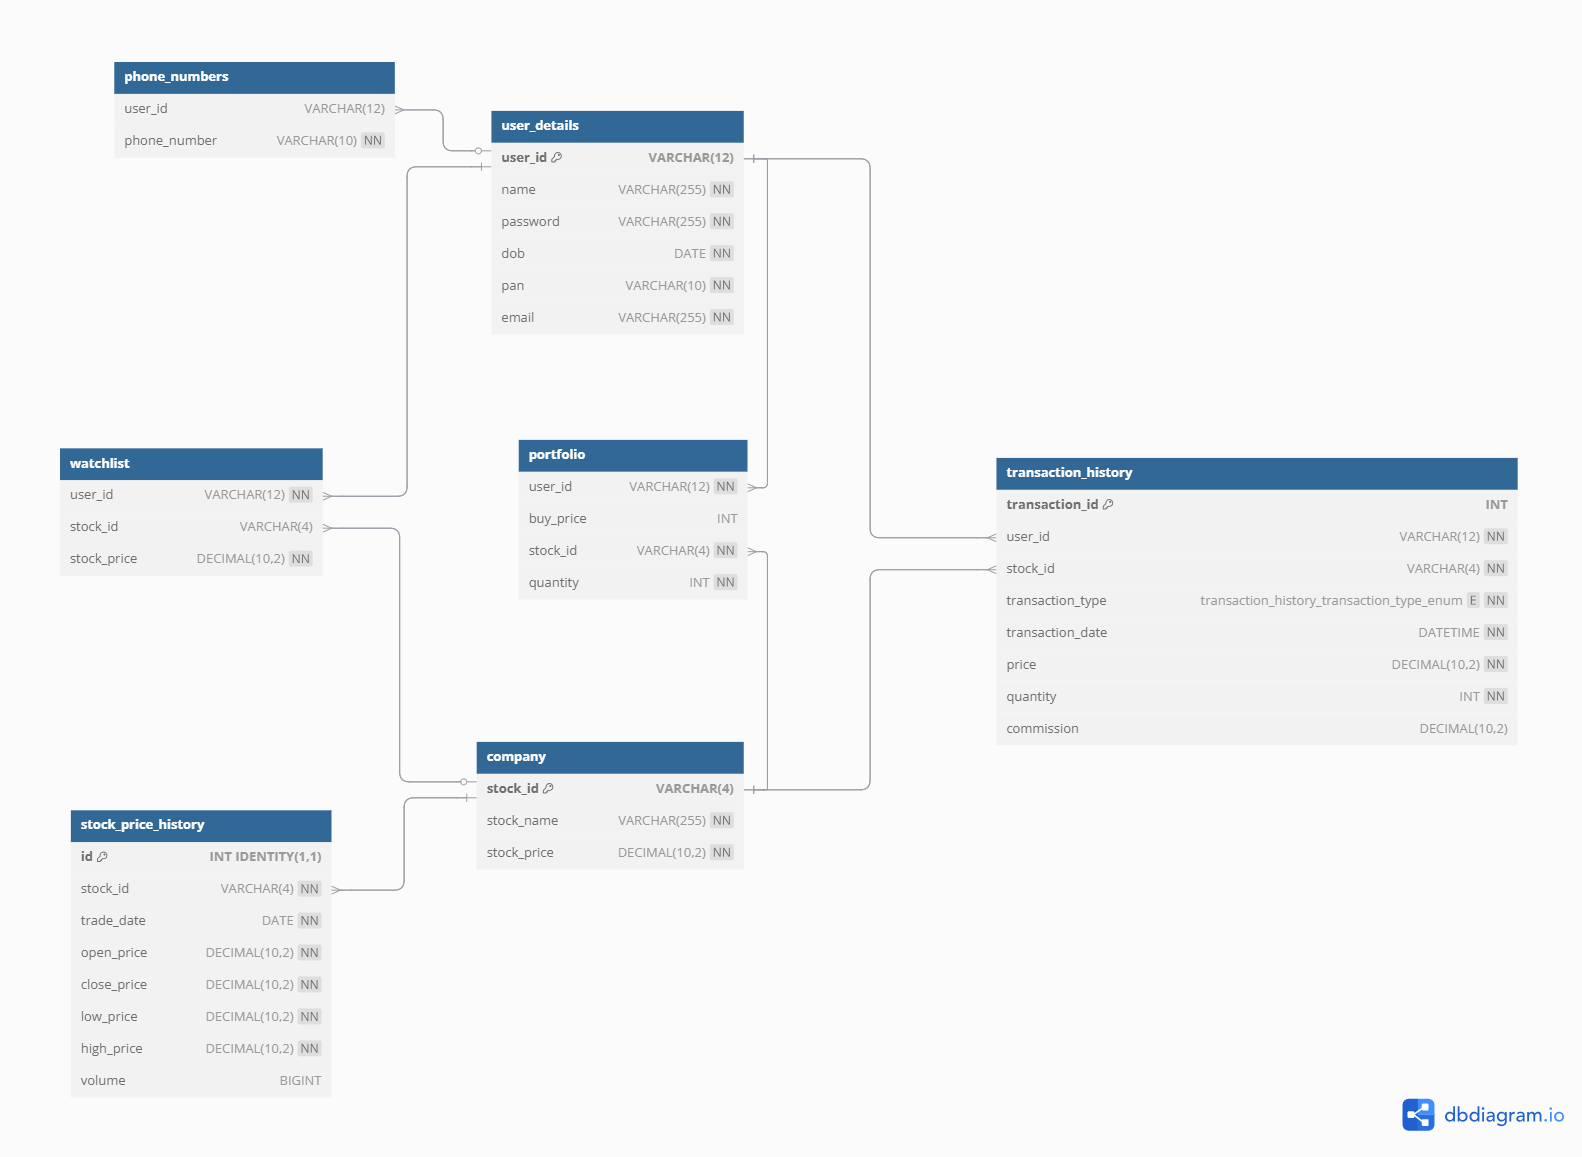 phone_numbers
user_id VARCHAR(12)
phone_number VARCHAR(10) NN
user_details
user_id VARCHAR(12)
name VARCHAR(255) NN
password VARCHAR(255) NN
dob DATE NN
pan VARCHAR(10) NN
email VARCHAR(255) NN
watchlist
user_id VARCHAR(12) NN
stock_id VARCHAR(4)
stock_price DECIMAL(10,2) NN
portfolio
user_id VARCHAR(12) NN
buy_price INT
stock_id VARCHAR(4) NN
quantity INT NN
transaction_history
transaction_id INT
user_id VARCHAR(12) NN
stock_id VARCHAR(4) NN
transaction_type transaction_history_transaction_type_enum E NN
transaction_date DATETIME NN
price DECIMAL(10,2) NN
quantity INT NN
commission DECIMAL(10,2)
company
stock_id VARCHAR(4)
stock_name VARCHAR(255) NN
stock_price DECIMAL(10,2) NN
stock_price_history
id INT IDENTITY(1,1)
stock_id VARCHAR(4) NN
trade_date DATE NN
open_price DECIMAL(10,2) NN
close_price DECIMAL(10,2) NN
low_price DECIMAL(10,2) NN
high_price DECIMAL(10,2) NN
volume BIGINT
dbdiagram.io